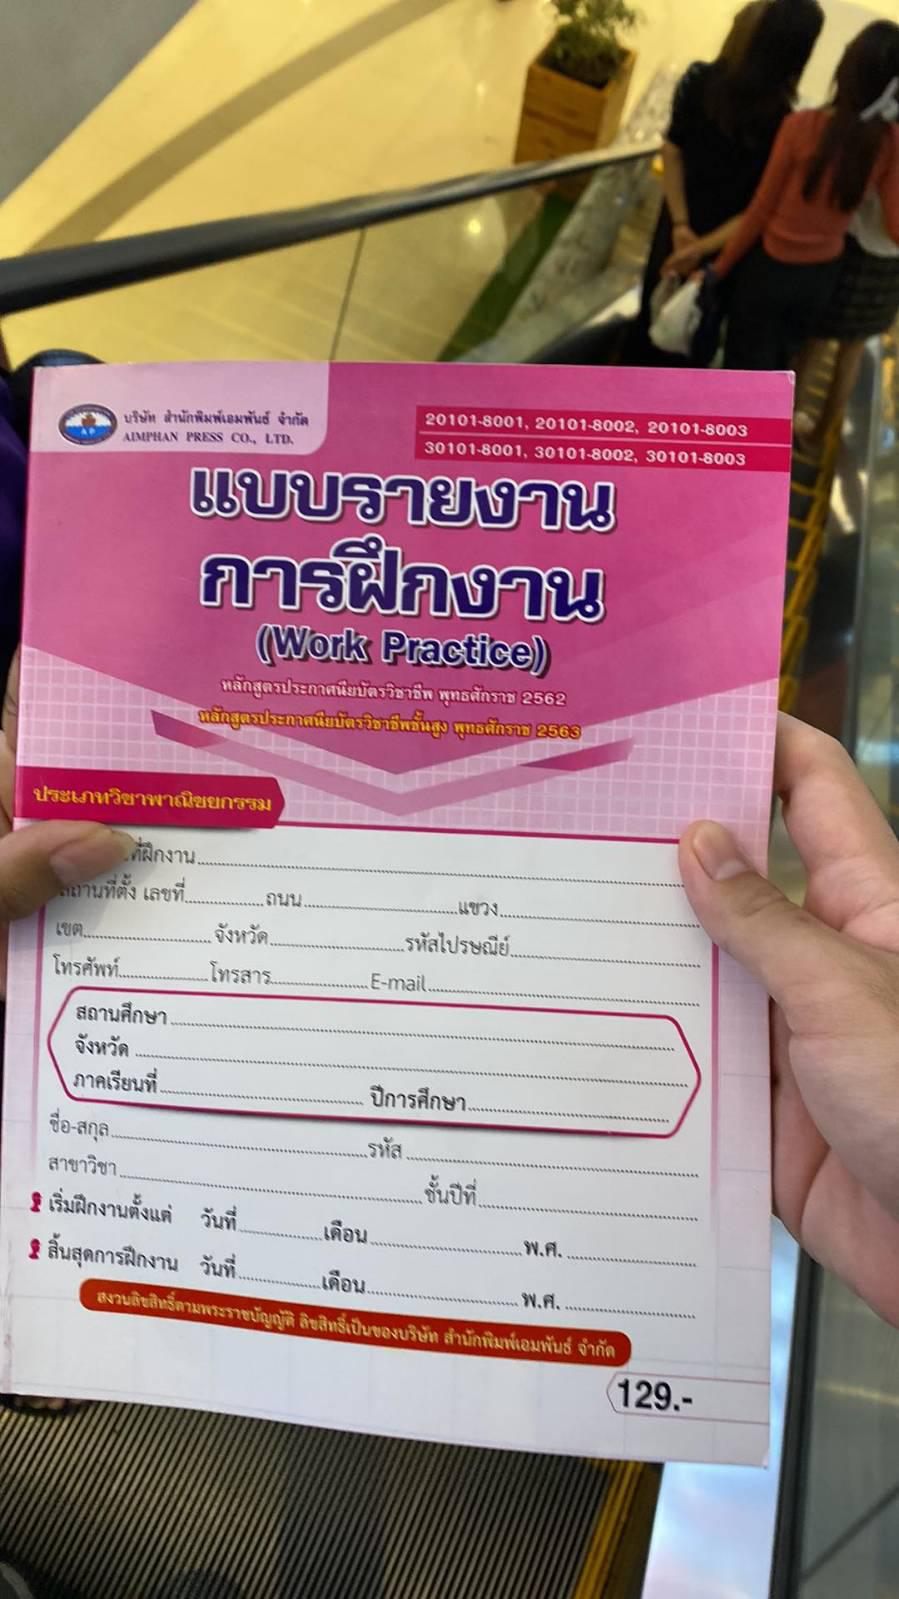 บริษัท สำนักพิมพ์เอมพันธ์ จำกัด
AIMPHAN PRESS CO., LTD.
20101-8001, 20101-8002, 20101-8003
30101-8001, 30101-8002, 30101-8003
แบบรายงาน
การฝึกงาน
(Work Practice)
หลักสูตรประกาศนียบัตรวิชาชีพ พุทธศักราช 2562
หลักสูตรประกาศนียบัตรวิชาชีพชั้นสูง พุทธศักราช 2563
ประเภทวิชาพาณิชยกรรม
ที่ฝึกงาน
สถานที่ตั้ง เลขที่ ถนน แขวง
เขต จังหวัด รหัสไปรษณีย์
โทรศัพท์ โทรสาร E-mail
สถานศึกษา
จังหวัด
ภาคเรียนที่ ปีการศึกษา
ชื่อ-สกุล รหัส
สาขาวิชา ชั้นปีที่
เริ่มฝึกงานตั้งแต่ วันที่ เดือน พ.ศ.
สิ้นสุดการฝึกงาน วันที่ เดือน พ.ศ.
สงวนลิขสิทธิ์ตามพระราชบัญญัติ ลิขสิทธิ์เป็นของบริษัท สำนักพิมพ์เอมพันธ์ จำกัด
129.-